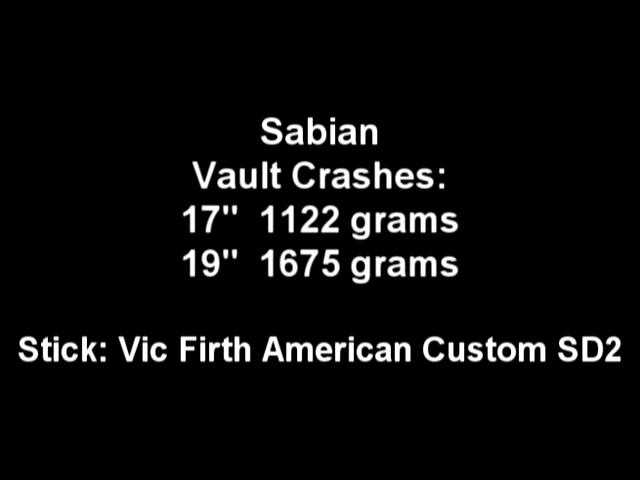 Sabian
Vault Crashes:
17" 1122 grams
19" 1675 grams
Stick: Vic Firth American Custom SD2